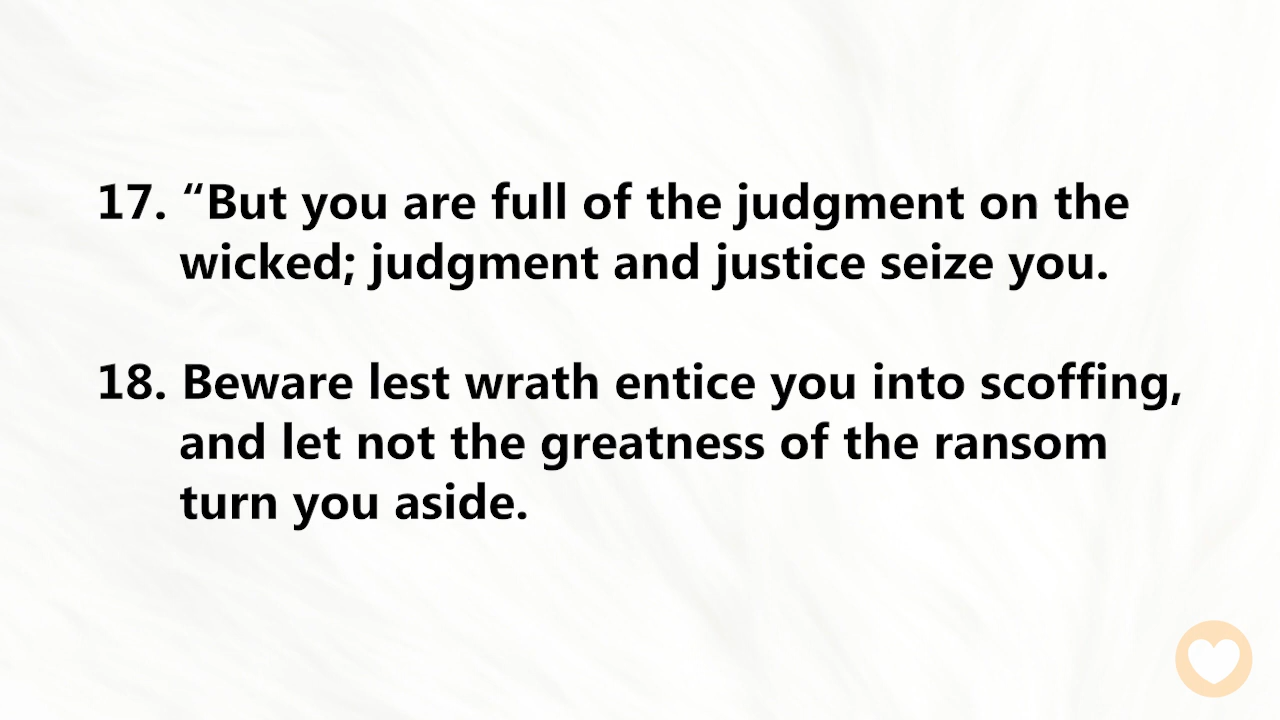 17. “But you are full of the judgment on the
wicked; judgment and justice seize you.
18. Beware lest wrath entice you into scoffing,
and let not the greatness of the ransom
turn you aside.